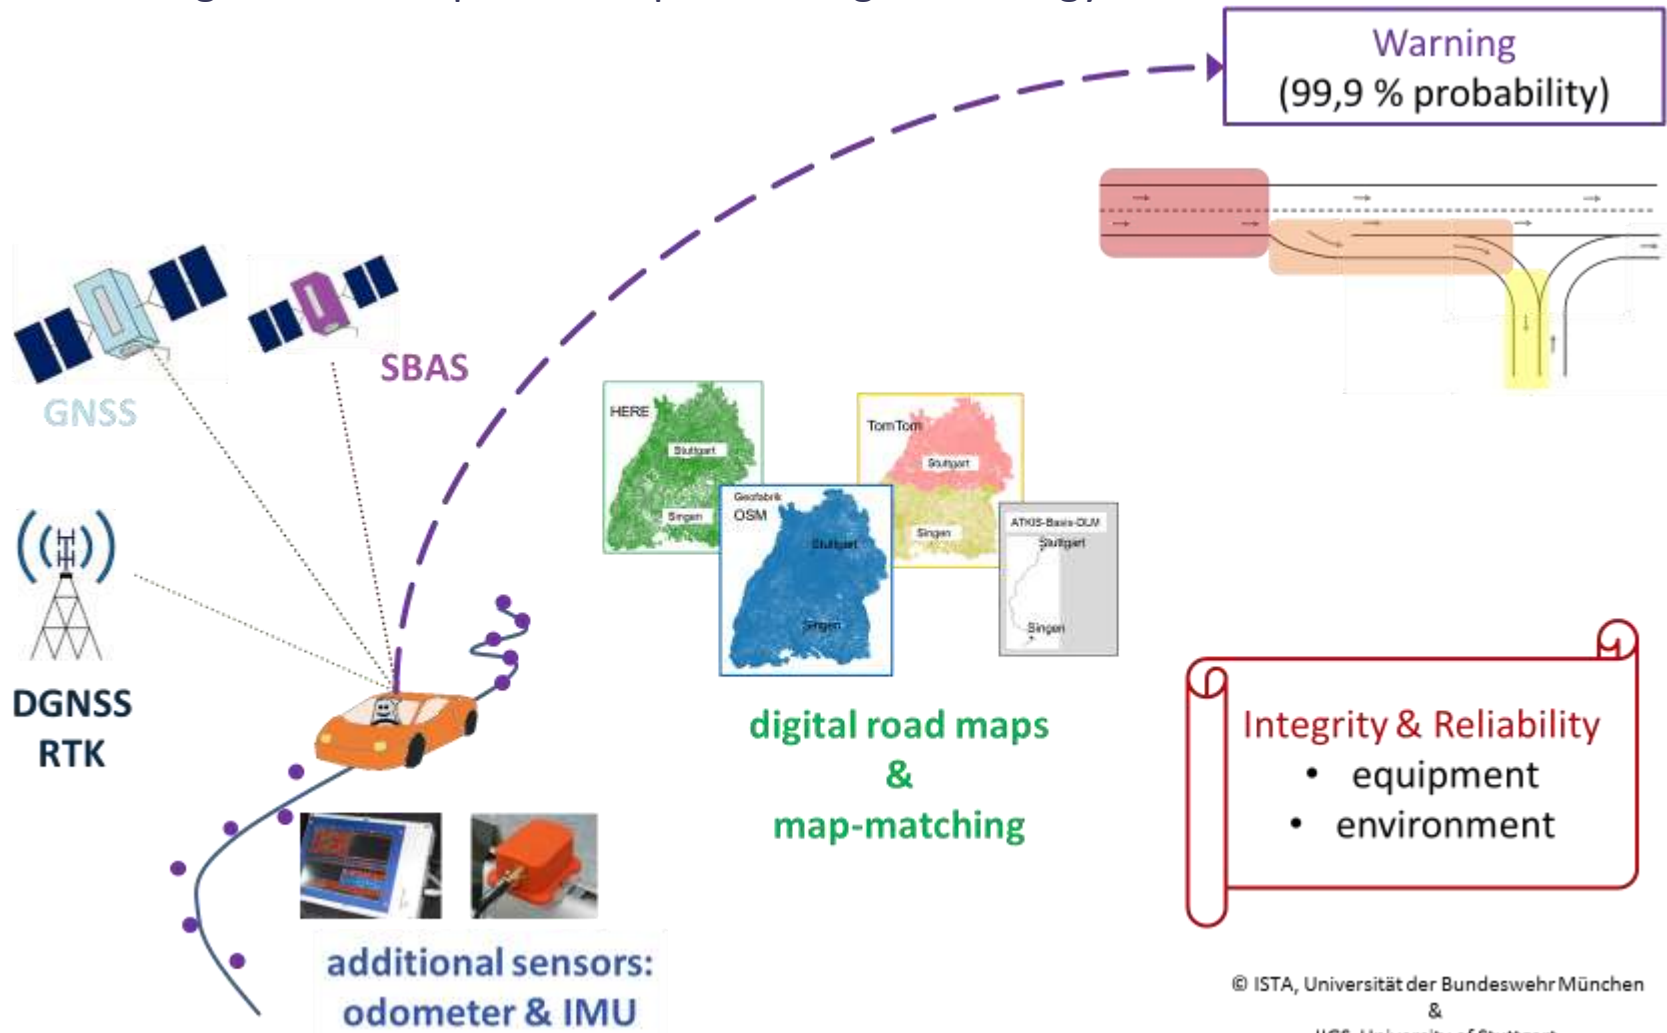 Warning
(99,9 % probability)
SBAS
GNSS
HERE
Stuttgart
Singen
TomTom
Stuttgart
Singen
Geofabrik
OSM
Stuttgart
Singen
ATKIS-Basis-DLM
Stuttgart
Singen
DGNSS
RTK
digital road maps
&
map-matching
Integrity & Reliability
• equipment
• environment
additional sensors:
odometer & IMU
© ISTA, Universität der Bundeswehr München
&